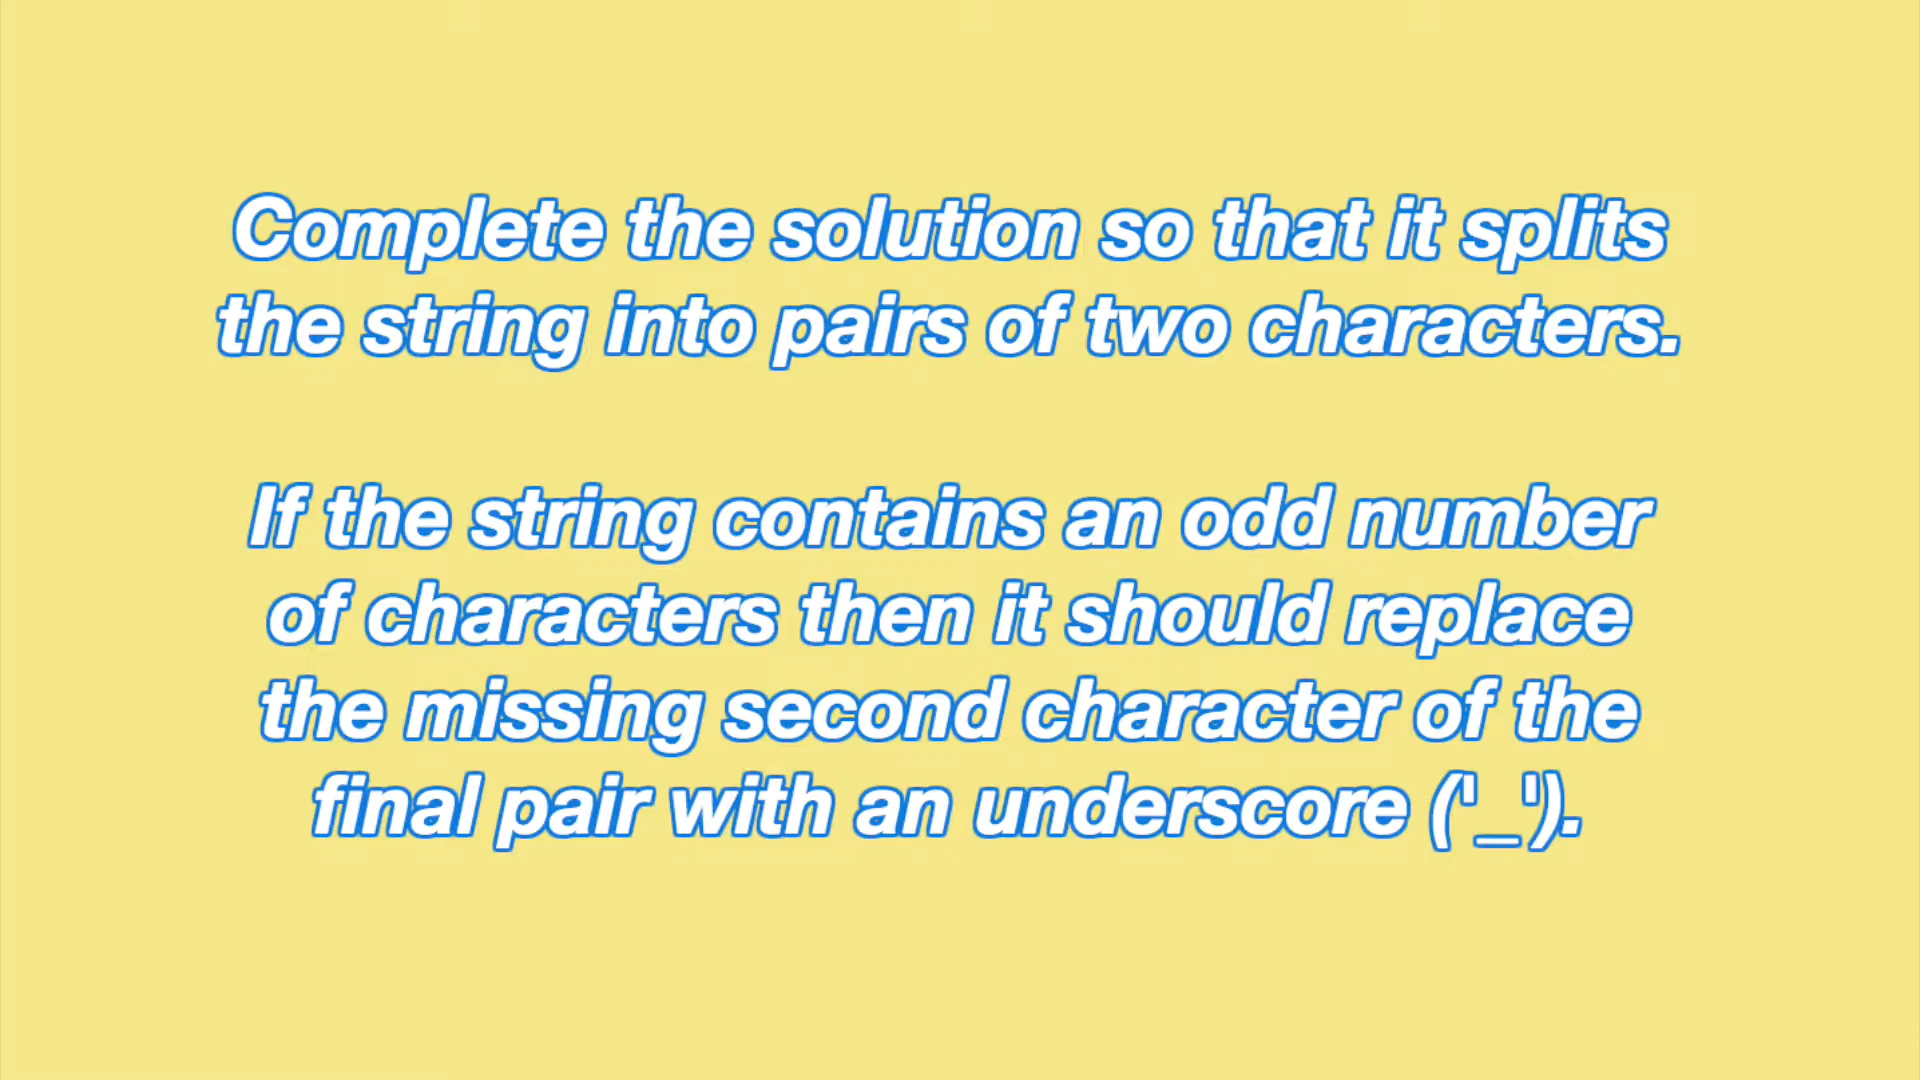 Complete the solution so that it splits
the string into pairs of two characters.
If the string contains an odd number
of characters then it should replace
the missing second character of the
final pair with an underscore ('_').